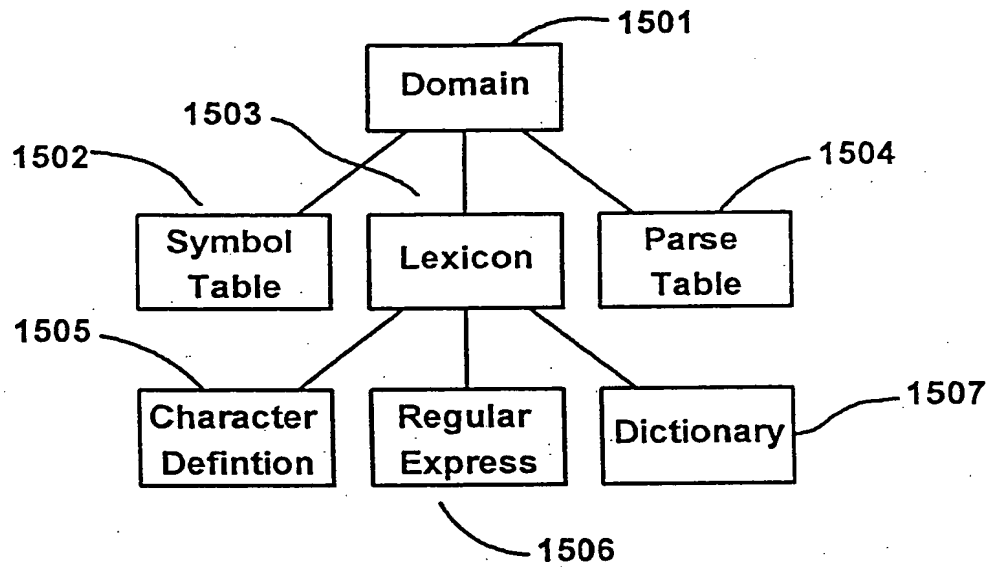 1501
Domain
1503
1502
1504
Symbol
Table
Lexicon
Parse
Table
1505
1507
Character
Defintion
Regular
Express
Dictionary
1506